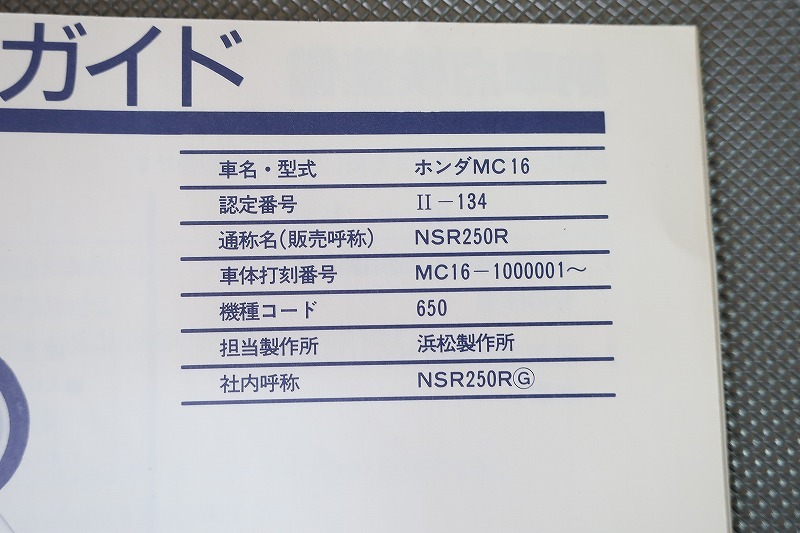 ガイド
車名・型式 ホンダMC16
認定番号 II－134
通称名(販売呼称) NSR250R
車体打刻番号 MC16－1000001～
機種コード 650
担当製作所 浜松製作所
社内呼称 NSR250RⒼ